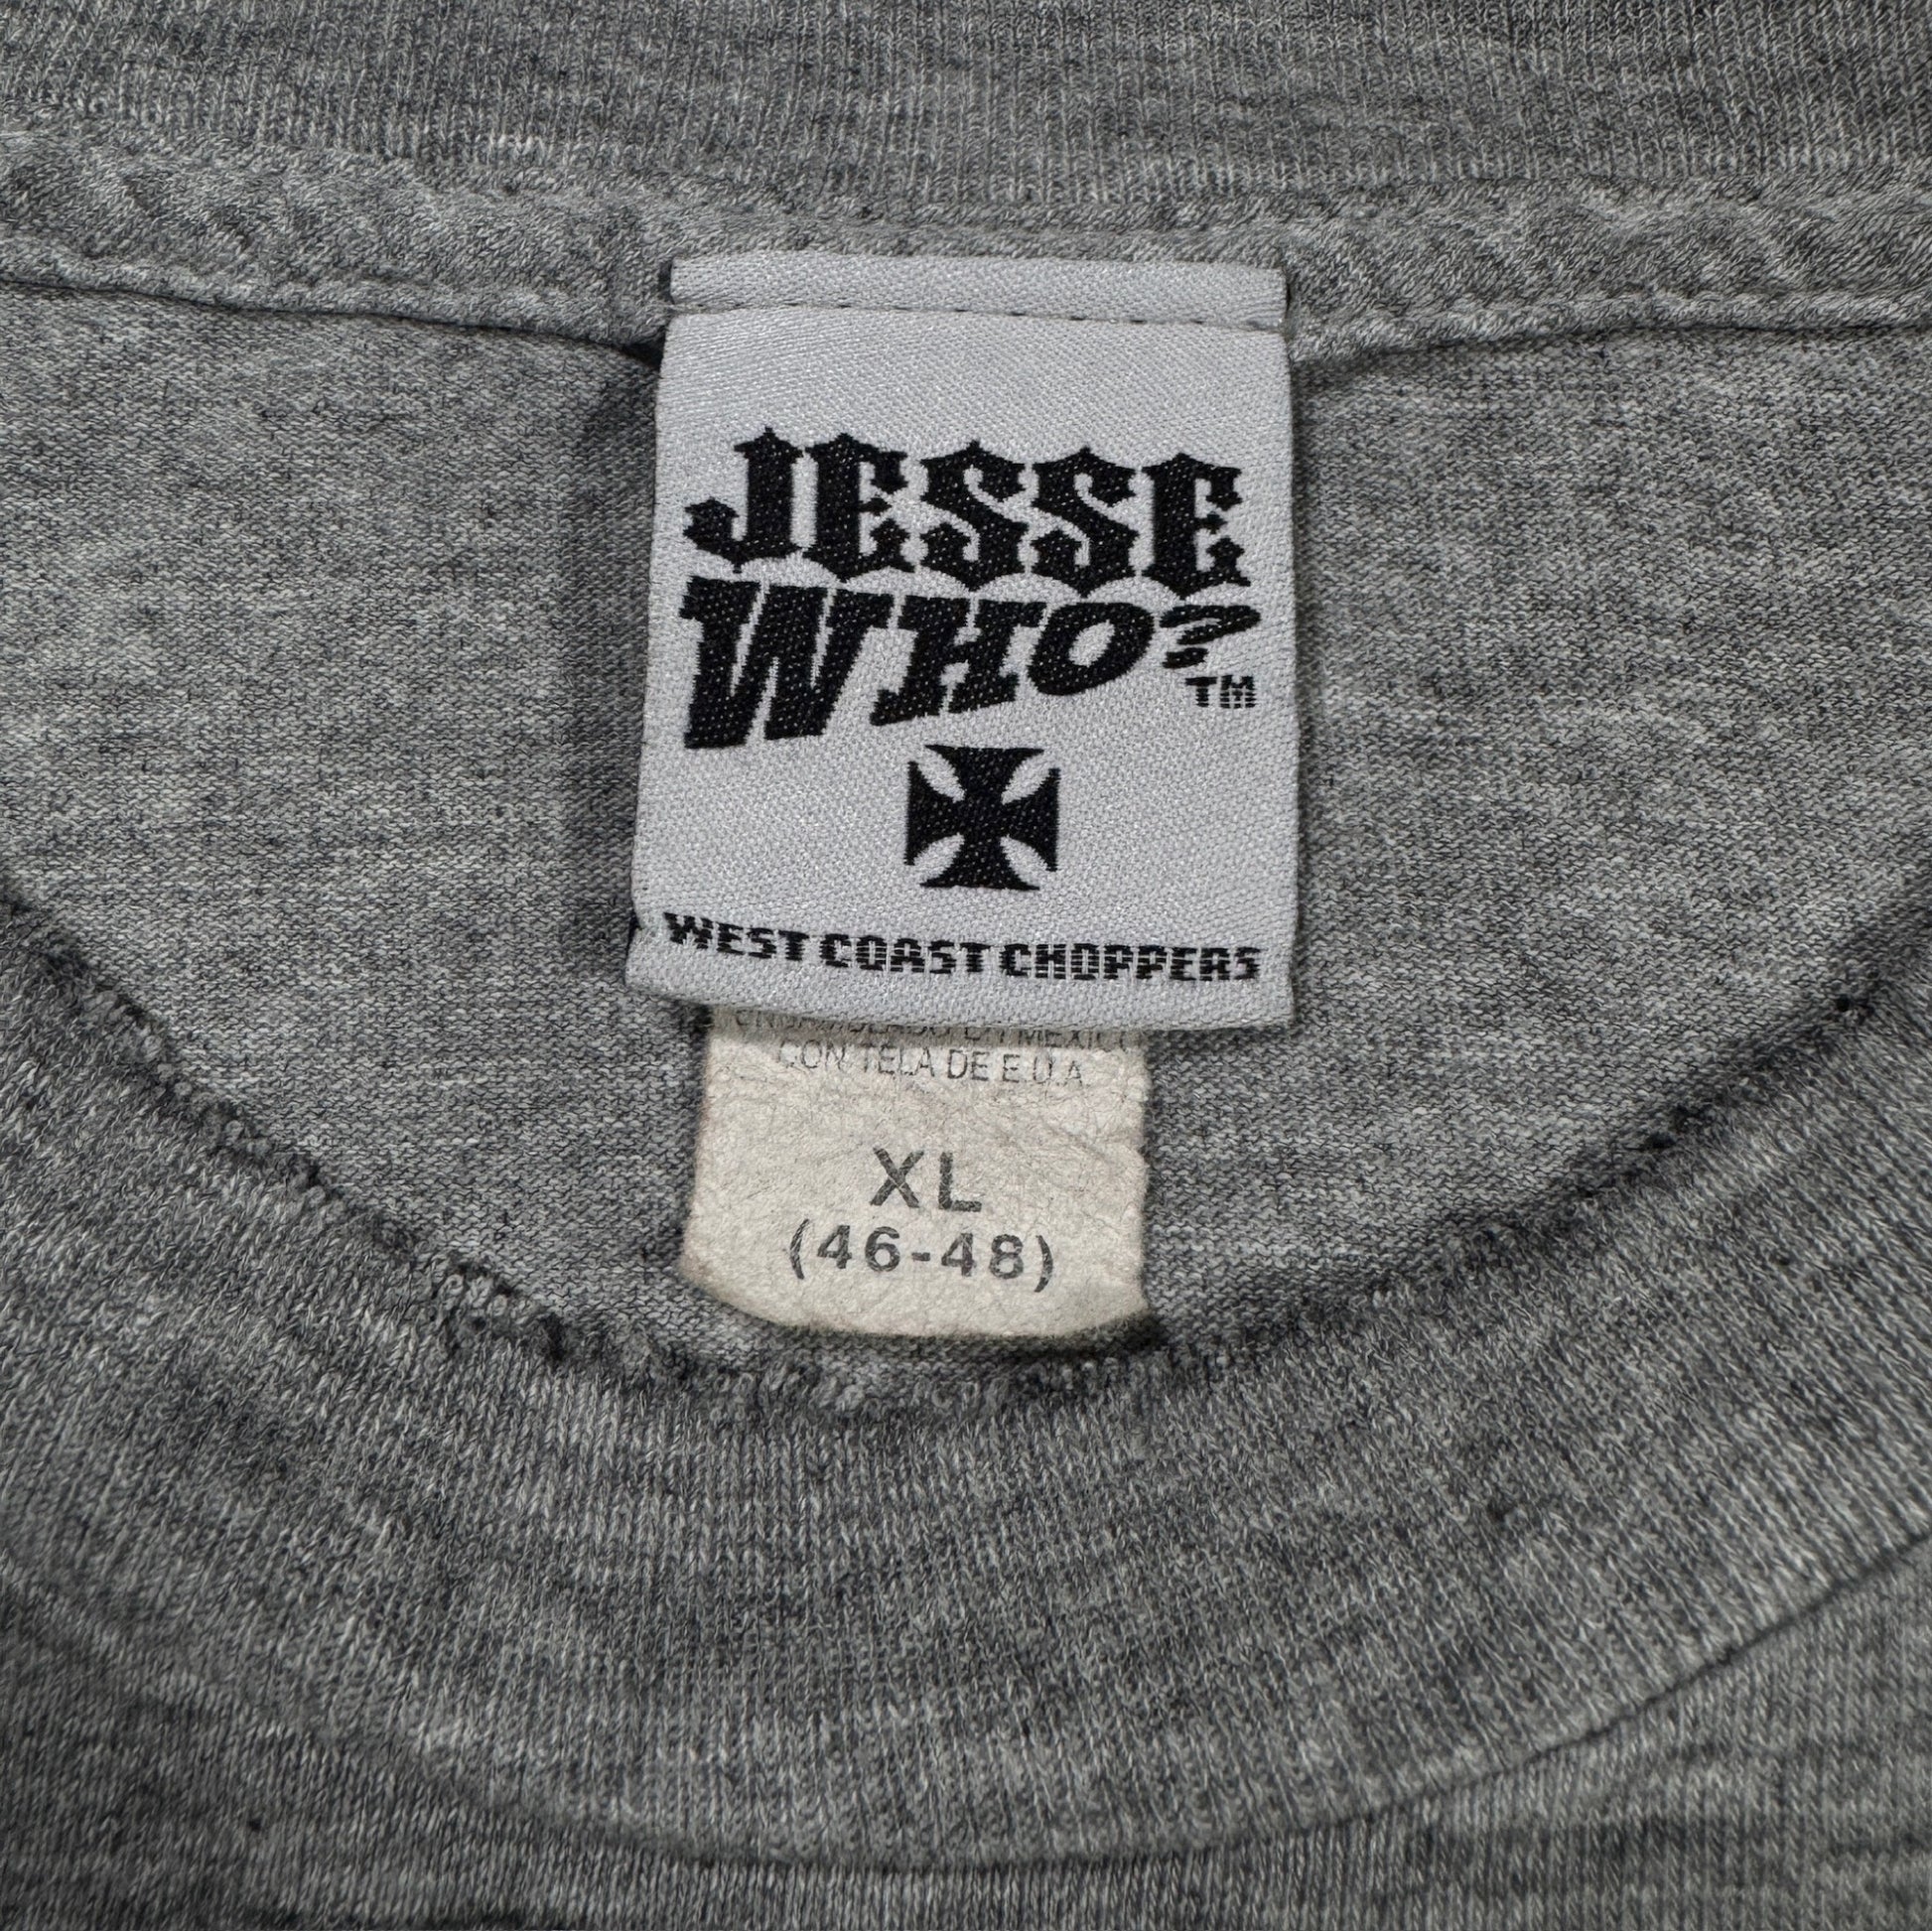 JESSE
WHO?
TM
WEST COAST CHOPPERS
CON TELA DE E.U.A.
XL
(46-48)